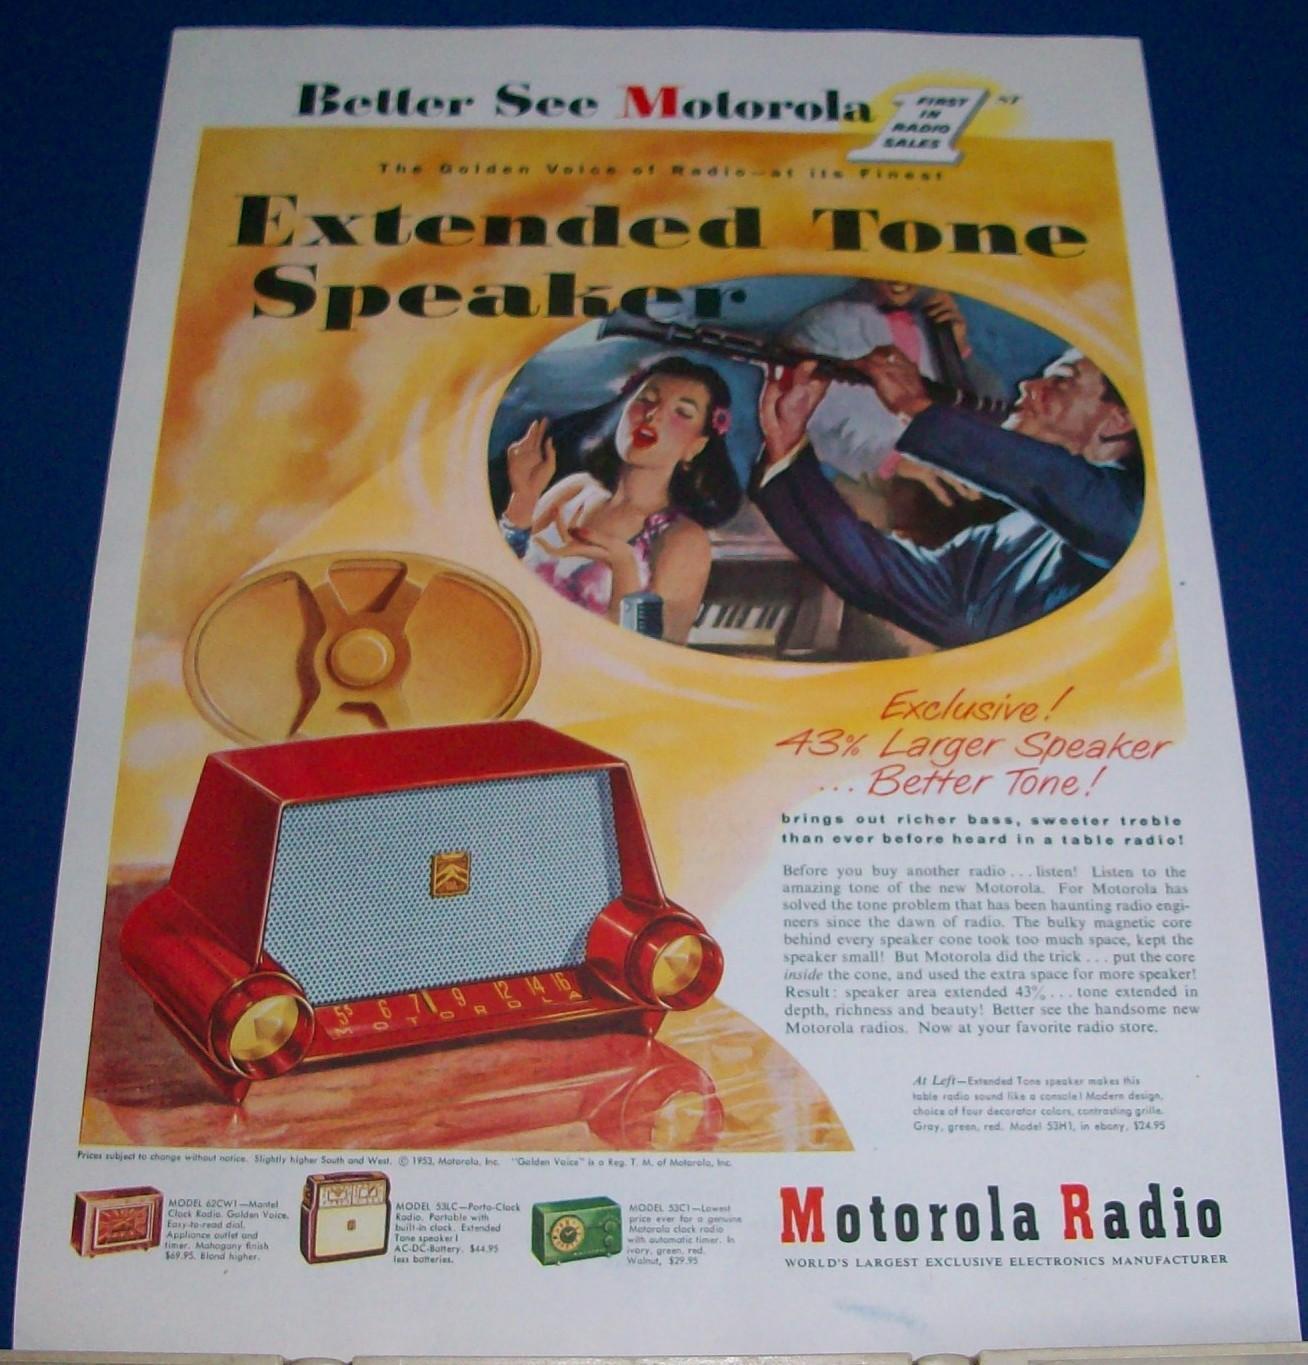 Better See Motorola 1ST
FIRST
IN
RADIO
SALES
The Golden Voice of Radio—at its Finest
Extended Tone
Speaker
Exclusive!
43% Larger Speaker
... Better Tone!
brings out richer bass, sweeter treble
than ever before heard in a table radio!
Before you buy another radio . . . listen! Listen to the
amazing tone of the new Motorola. For Motorola has
solved the tone problem that has been haunting radio engi-
neers since the dawn of radio. The bulky magnetic core
behind every speaker cone took too much space, kept the
speaker small! But Motorola did the trick . . . put the core
inside the cone, and used the extra space for more speaker!
Result: speaker area extended 43% . . . tone extended in
depth, richness and beauty! Better see the handsome new
Motorola radios. Now at your favorite radio store.
55 6 7 9 12 14 16
MOTOROLA
At Left—Extended Tone speaker makes this
table radio sound like a console! Modern design,
choice of four decorator colors, contrasting grille.
Gray, green, red. Model 53H1, in ebony, $24.95
Prices subject to change without notice. Slightly higher South and West. © 1953, Motorola, Inc. "Golden Voice" is a Reg. T. M. of Motorola, Inc.
MODEL 62CW1—Mantel
Clock Radio. Golden Voice.
Easy-to-read dial.
Appliance outlet and
timer. Mahogany finish
$69.95. Blond higher.
MODEL 53LC—Porto-Clock
Radio. Portable with
built-in clock. Extended
Tone speaker!
AC-DC-Battery. $44.95
less batteries.
MODEL 53C1—Lowest
price ever for a genuine
Motorola clock radio
with automatic timer. In
ivory, green, red.
Walnut, $29.95
Motorola Radio
WORLD'S LARGEST EXCLUSIVE ELECTRONICS MANUFACTURER